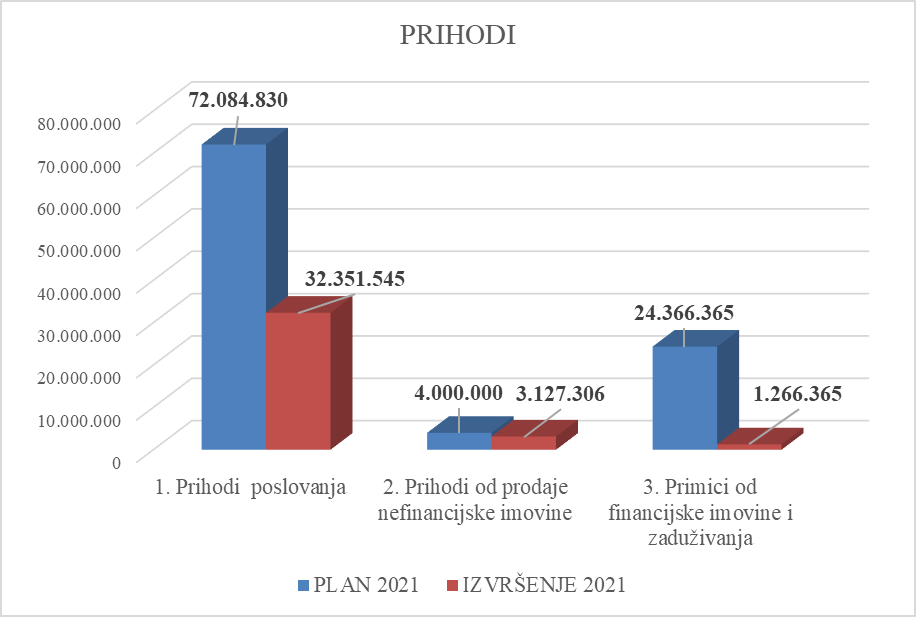 PRIHODI
80.000.000
70.000.000
60.000.000
50.000.000
40.000.000
30.000.000
20.000.000
10.000.000
0
72.084.830
32.351.545
4.000.000
3.127.306
24.366.365
1.266.365
1. Prihodi poslovanja
2. Prihodi od prodaje
nefinancijske imovine
3. Primici od
financijske imovine i
zaduživanja
PLAN 2021
IZVRŠENJE 2021